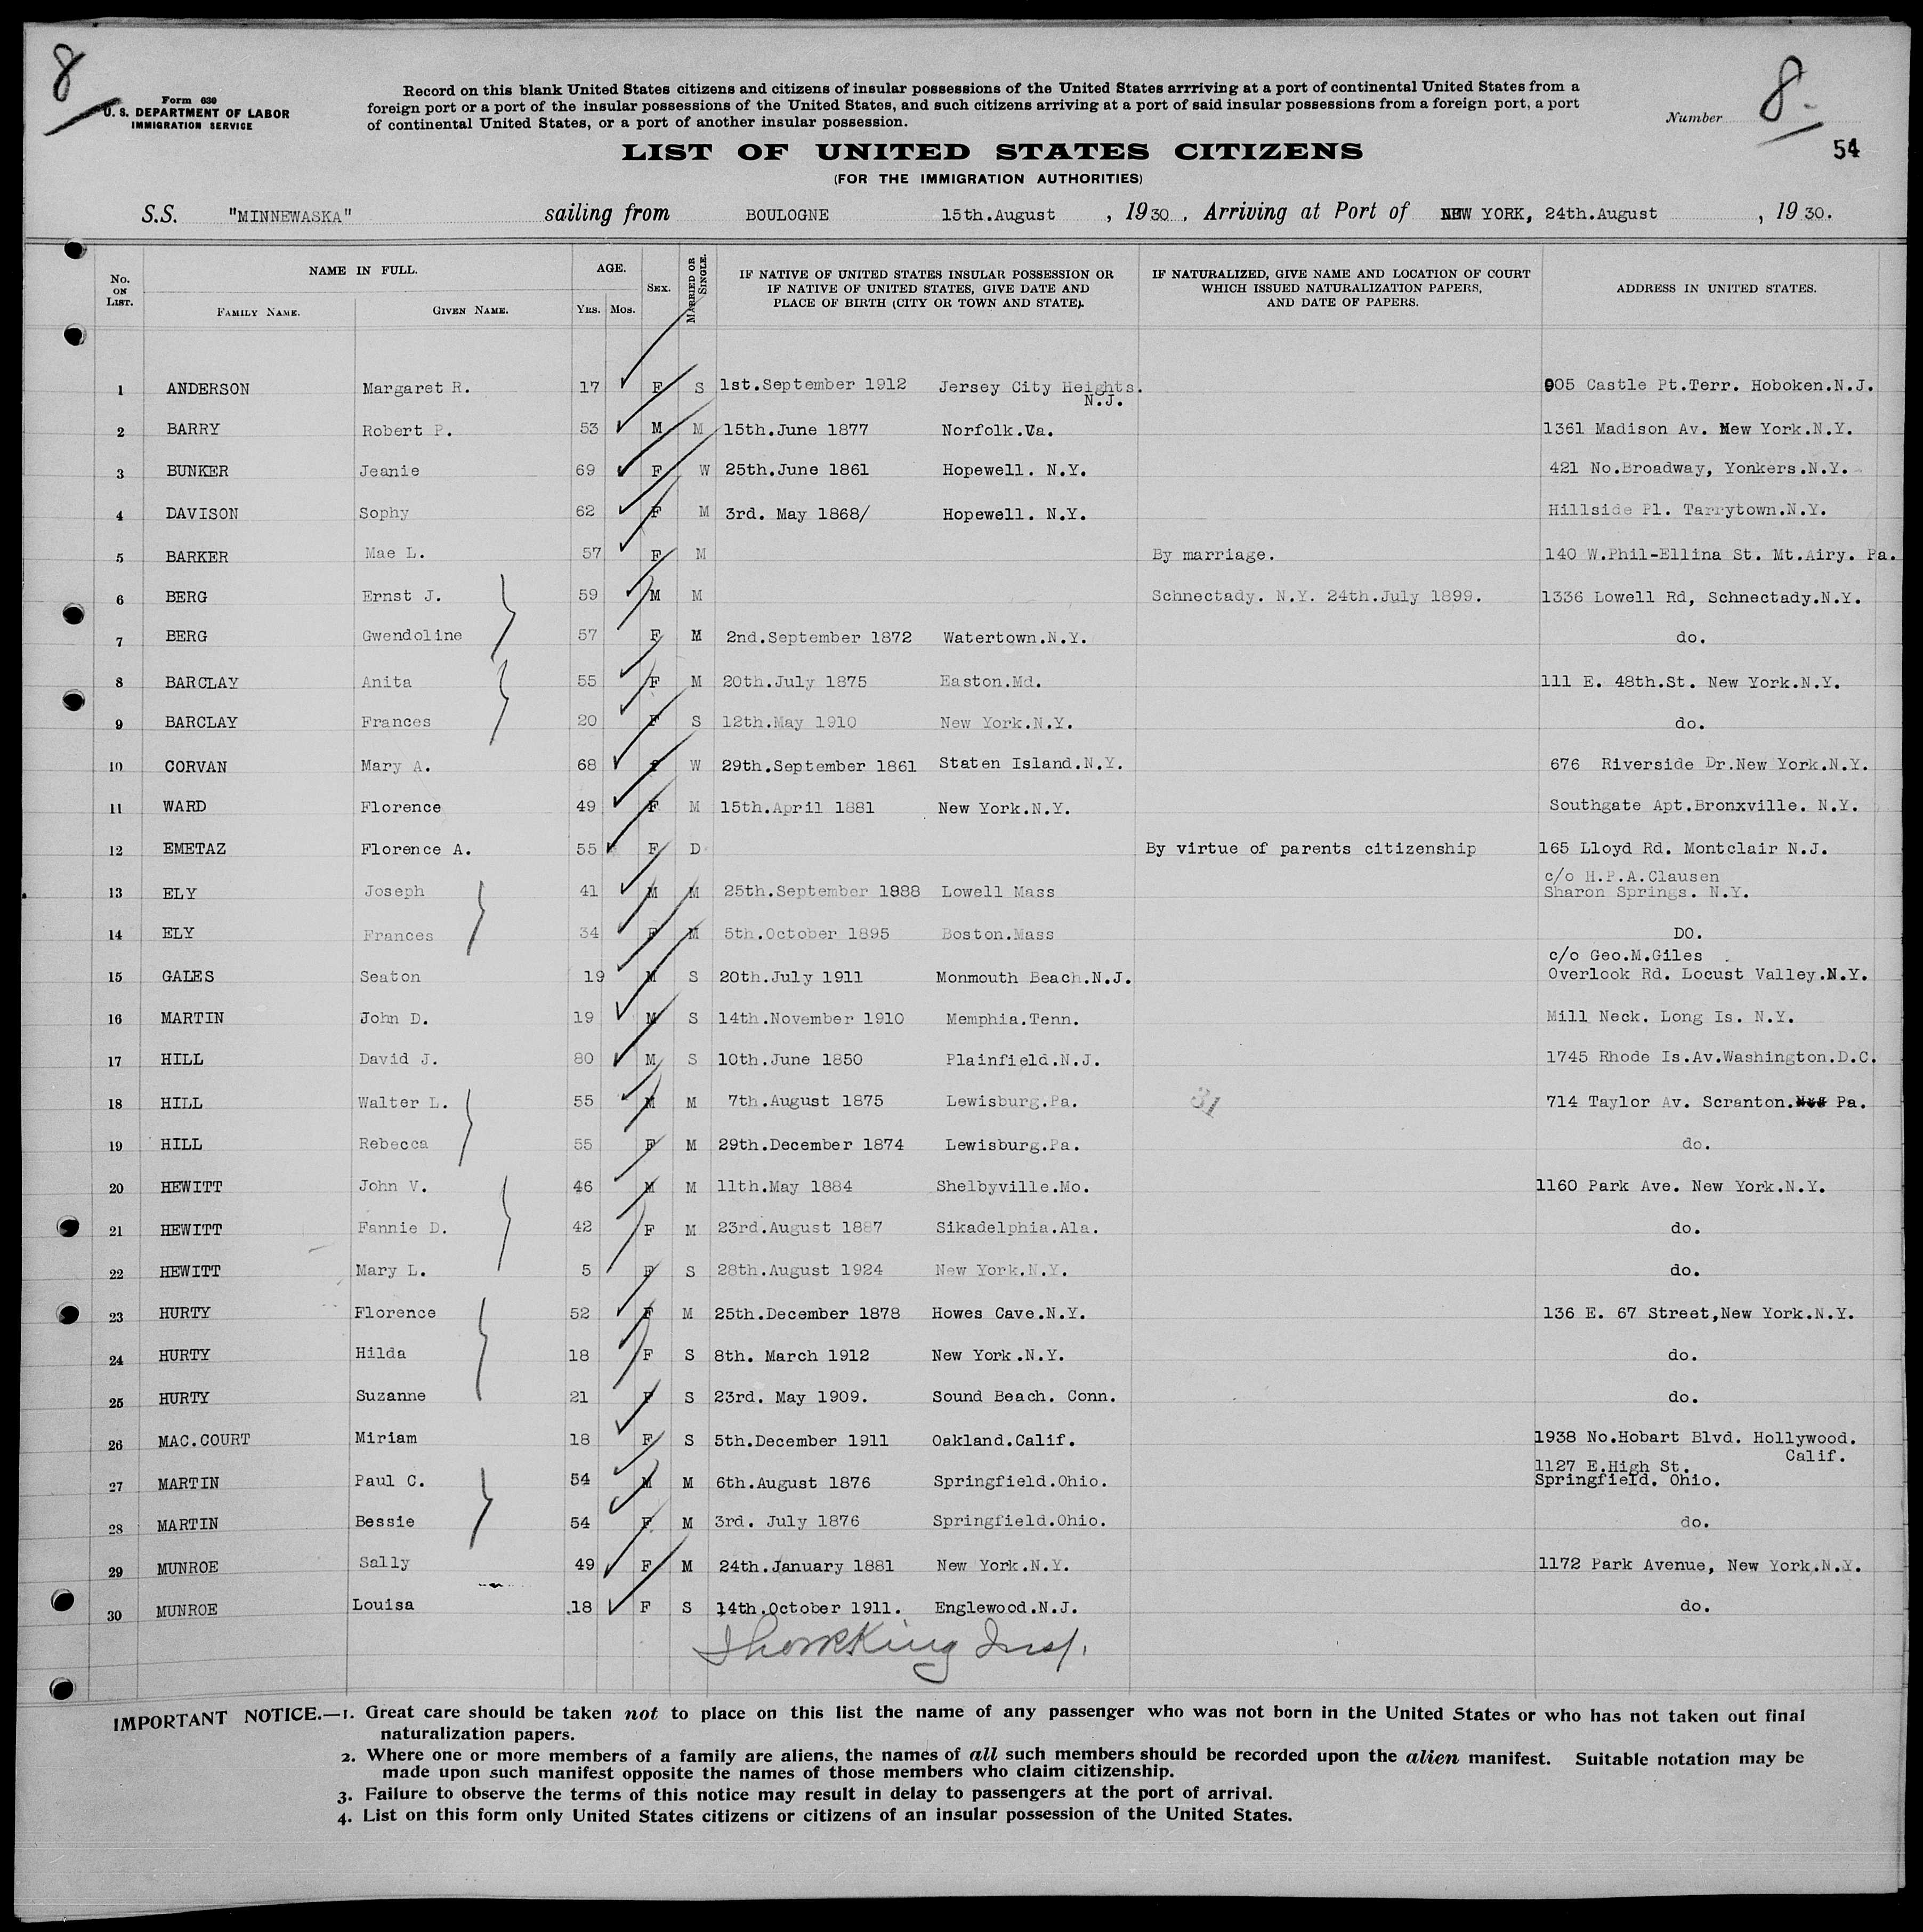 8
8.
Form 630
U. S. DEPARTMENT OF LABOR
IMMIGRATION SERVICE
Record on this blank United States citizens and citizens of insular possessions of the United States arrriving at a port of continental United States from a
foreign port or a port of the insular possessions of the United States, and such citizens arriving at a port of said insular possessions from a foreign port, a port
of continental United States, or a port of another insular possession.
Number
LIST OF UNITED STATES CITIZENS
54
(FOR THE IMMIGRATION AUTHORITIES)
S.S. "MINNEWASKA" sailing from BOULOGNE 15th.August , 1930 , Arriving at Port of NEW YORK, 24th.August , 1930.
No. ON LIST. NAME IN FULL. FAMILY NAME. GIVEN NAME. AGE. YRS. MOS. SEX. MARRIED OR SINGLE. IF NATIVE OF UNITED STATES INSULAR POSSESSION OR IF NATIVE OF UNITED STATES, GIVE DATE AND PLACE OF BIRTH (CITY OR TOWN AND STATE). IF NATURALIZED, GIVE NAME AND LOCATION OF COURT WHICH ISSUED NATURALIZATION PAPERS, AND DATE OF PAPERS. ADDRESS IN UNITED STATES.
1 ANDERSON Margaret R. 17 F S 1st.September 1912 Jersey City Heights. N.J. 905 Castle Pt.Terr. Hoboken.N.J.
2 BARRY Robert P. 53 M M 15th.June 1877 Norfolk.Va. 1361 Madison Av. New York.N.Y.
3 BUNKER Jeanie 69 F W 25th.June 1861 Hopewell. N.Y. 421 No.Broadway, Yonkers.N.Y.
4 DAVISON Sophy 62 F M 3rd. May 1868/ Hopewell. N.Y. Hillside Pl. Tarrytown.N.Y.
5 BARKER Mae L. 57 F M By marriage. 140 W.Phil-Ellina St. Mt.Airy. Pa.
6 BERG Ernst J. 59 M M Schnectady. N.Y. 24th.July 1899. 1336 Lowell Rd, Schnectady.N.Y.
7 BERG Gwendoline 57 F M 2nd.September 1872 Watertown.N.Y. do.
8 BARCLAY Anita 55 F M 20th.July 1875 Easton.Md. 111 E. 48th.St. New York.N.Y.
9 BARCLAY Frances 20 F S 12th.May 1910 New York.N.Y. do.
10 CORVAN Mary A. 68 F W 29th.September 1861 Staten Island.N.Y. 676 Riverside Dr.New York.N.Y.
11 WARD Florence 49 F M 15th.April 1881 New York.N.Y. Southgate Apt.Bronxville. N.Y.
12 EMETAZ Florence A. 55 F D By virtue of parents citizenship 165 Lloyd Rd. Montclair N.J.
13 ELY Joseph 41 M M 25th.September 1888 Lowell Mass c/o H.P.A.Clausen Sharon Springs. N.Y.
14 ELY Frances 34 F M 5th.October 1895 Boston.Mass DO.
15 GALES Seaton 19 M S 20th.July 1911 Monmouth Beach.N.J. c/o Geo.M.Giles Overlook Rd. Locust Valley.N.Y.
16 MARTIN John D. 19 M S 14th.November 1910 Memphia.Tenn. Mill Neck. Long Is. N.Y.
17 HILL David J. 80 M S 10th.June 1850 Plainfield.N.J. 1745 Rhode Is.Av.Washington.D.C.
18 HILL Walter L. 55 M M 7th.August 1875 Lewisburg.Pa. 31 714 Taylor Av. Scranton. Pa.
19 HILL Rebecca 55 F M 29th.December 1874 Lewisburg.Pa. do.
20 HEWITT John V. 46 M M 11th.May 1884 Shelbyville.Mo. 1160 Park Ave. New York.N.Y.
21 HEWITT Fannie D. 42 F M 23rd.August 1887 Sikadelphia.Ala. do.
22 HEWITT Mary L. 5 F S 28th.August 1924 New York.N.Y. do.
23 HURTY Florence 52 F M 25th.December 1878 Howes Cave.N.Y. 136 E. 67 Street,New York.N.Y.
24 HURTY Hilda 18 F S 8th. March 1912 New York.N.Y. do.
25 HURTY Suzanne 21 F S 23rd. May 1909. Sound Beach. Conn. do.
26 MAC.COURT Miriam 18 F S 5th.December 1911 Oakland.Calif. 1938 No.Hobart Blvd. Hollywood. Calif.
27 MARTIN Paul C. 54 M M 6th.August 1876 Springfield.Ohio. 1127 E.High St. Springfield. Ohio.
28 MARTIN Bessie 54 F M 3rd. July 1876 Springfield.Ohio. do.
29 MUNROE Sally 49 F M 24th.January 1881 New York.N.Y. 1172 Park Avenue, New York.N.Y.
30 MUNROE Louisa 18 F S 14th.October 1911. Englewood.N.J. do.
King Insp.
IMPORTANT NOTICE.—1. Great care should be taken not to place on this list the name of any passenger who was not born in the United States or who has not taken out final
naturalization papers.
2. Where one or more members of a family are aliens, the names of all such members should be recorded upon the alien manifest. Suitable notation may be
made upon such manifest opposite the names of those members who claim citizenship.
3. Failure to observe the terms of this notice may result in delay to passengers at the port of arrival.
4. List on this form only United States citizens or citizens of an insular possession of the United States.